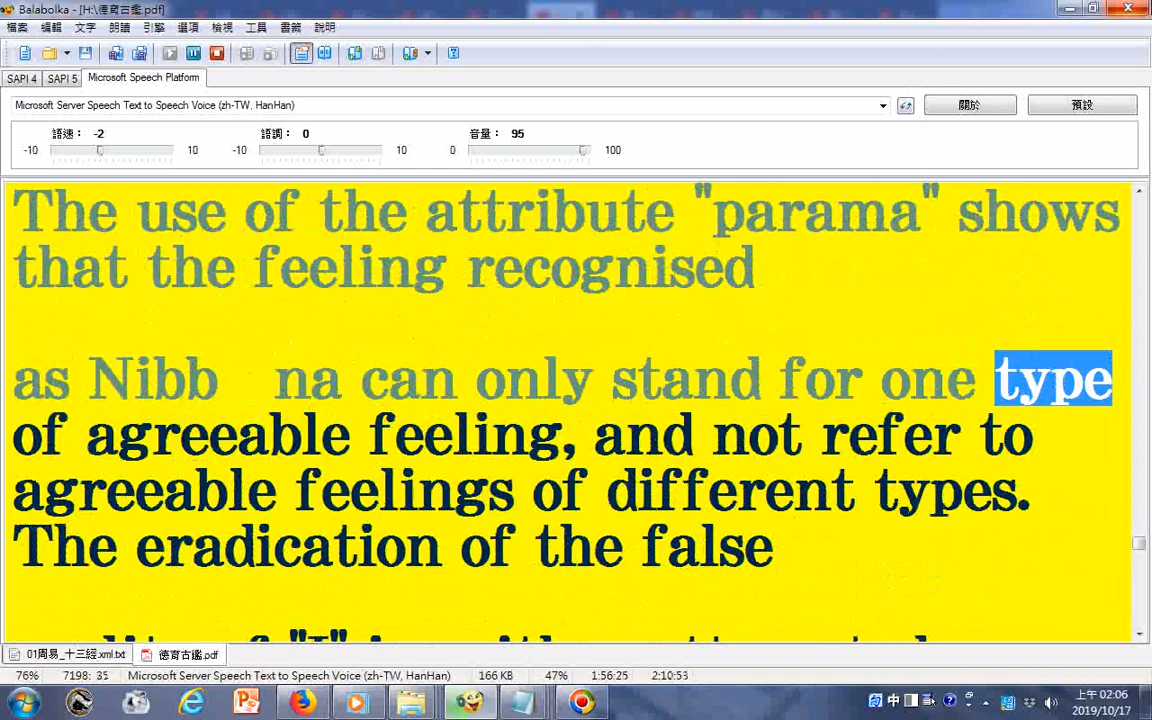 Balabolka - [H:\德育古鑑.pdf]
檔案 編輯 文字 朗讀 引擎 選項 檢視 工具 書籤 說明
SAPI 4 SAPI 5 Microsoft Speech Platform
Microsoft Server Speech Text to Speech Voice (zh-TW, HanHan) 關於 預設
語速： -2 語調： 0 音量： 95
-10 10 -10 10 0 100
The use of the attribute "parama" shows
that the feeling recognised
as Nibb na can only stand for one type
of agreeable feeling, and not refer to
agreeable feelings of different types.
The eradication of the false
01周易_十三經.xml.txt 德育古鑑.pdf
76% 7198: 35 Microsoft Server Speech Text to Speech Voice (zh-TW, HanHan) 166 KB 47% 1:56:25 2:10:53
中 上午 02:06
2019/10/17